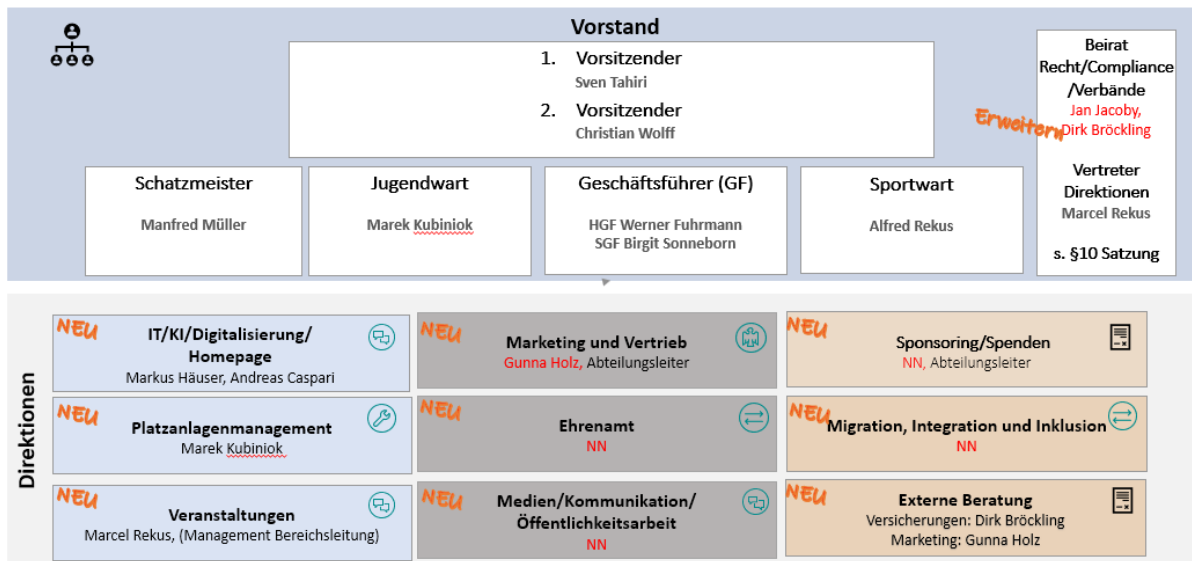 Vorstand
1. Vorsitzender
Sven Tahiri
2. Vorsitzender
Christian Wolff
Beirat
Recht/Compliance
/Verbände
Jan Jacoby,
Dirk Bröckling
Erweitern
Vertreter
Direktionen
Marcel Rekus
s. §10 Satzung
Schatzmeister
Manfred Müller
Jugendwart
Marek Kubiniok
Geschäftsführer (GF)
HGF Werner Fuhrmann
SGF Birgit Sonneborn
Sportwart
Alfred Rekus
Direktionen
NEU
IT/KI/Digitalisierung/
Homepage
Markus Häuser, Andreas Caspari
NEU
Marketing und Vertrieb
Gunna Holz, Abteilungsleiter
NEU
Sponsoring/Spenden
NN, Abteilungsleiter
NEU
Platzanlagenmanagement
Marek Kubiniok
NEU
Ehrenamt
NN
NEU
Migration, Integration und Inklusion
NN
NEU
Veranstaltungen
Marcel Rekus, (Management Bereichsleitung)
NEU
Medien/Kommunikation/
Öffentlichkeitsarbeit
NN
NEU
Externe Beratung
Versicherungen: Dirk Bröckling
Marketing: Gunna Holz